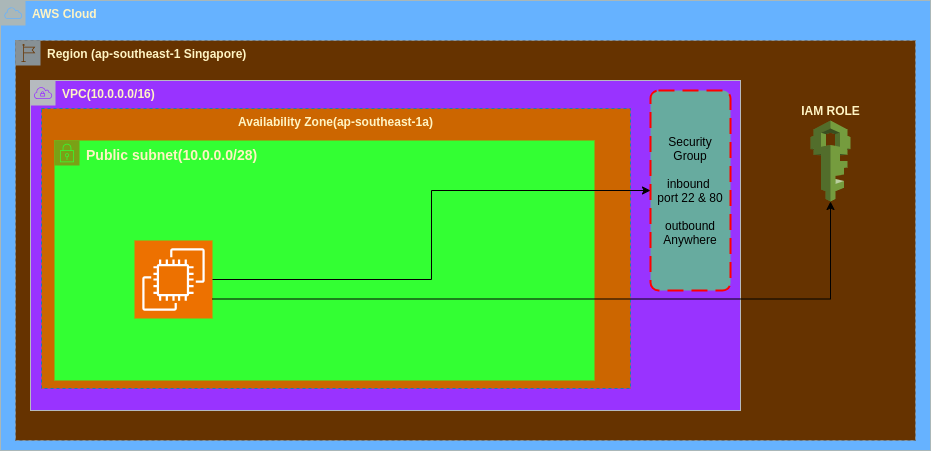 AWS Cloud
Region (ap-southeast-1 Singapore)
VPC(10.0.0.0/16)
Availability Zone(ap-southeast-1a)
Public subnet(10.0.0.0/28)
Security
Group
inbound
port 22 & 80
outbound
Anywhere
IAM ROLE